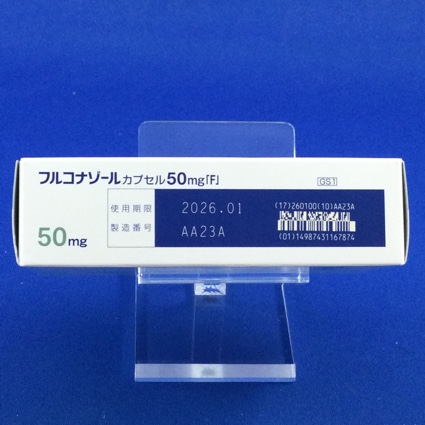 フルコナゾールカプセル50mg「F」
GS1
使用期限 2026.01
製造番号 AA23A
(17)260100(10)AA23A
(01)14987431167874
50mg